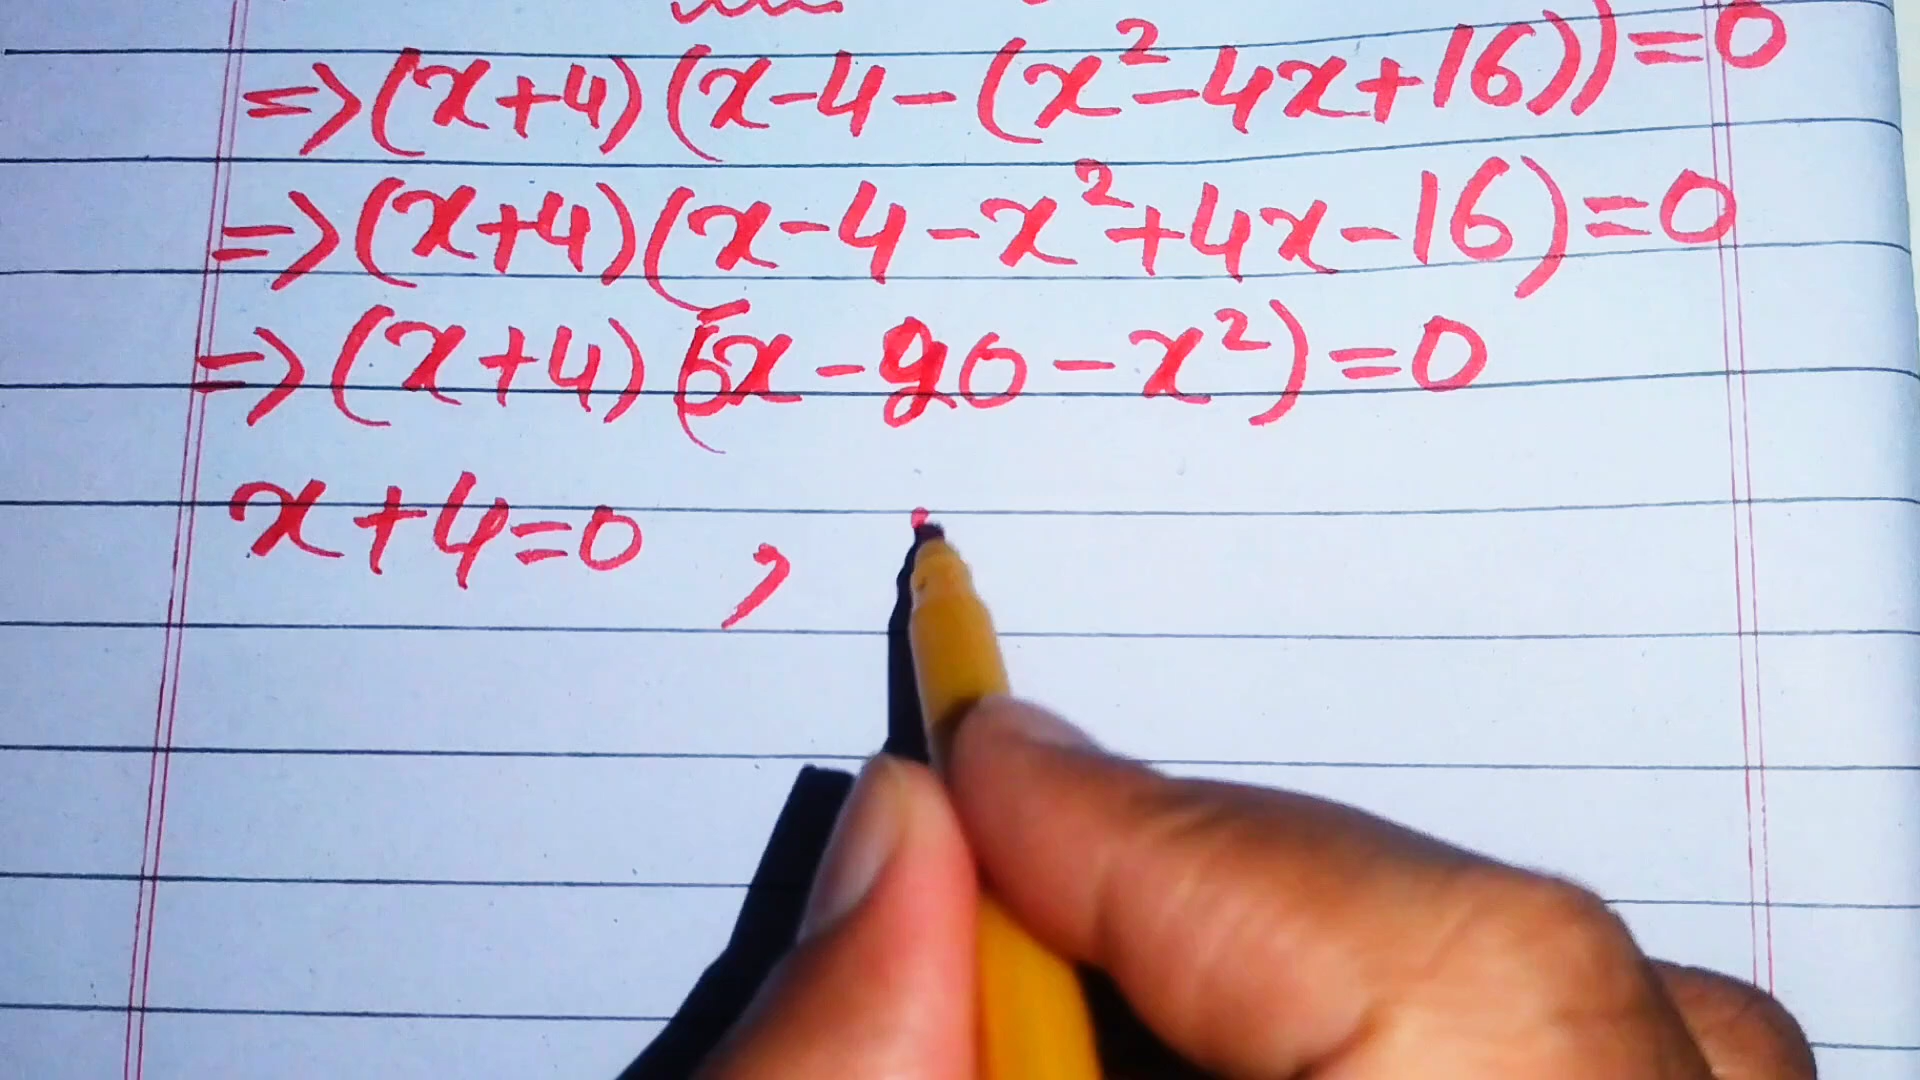 => (x+4)(x-4-(x²-4x+16))=0
=> (x+4)(x-4-x²+4x-16)=0
=> (x+4)(5x-20-x²)=0
x+4=0 ,